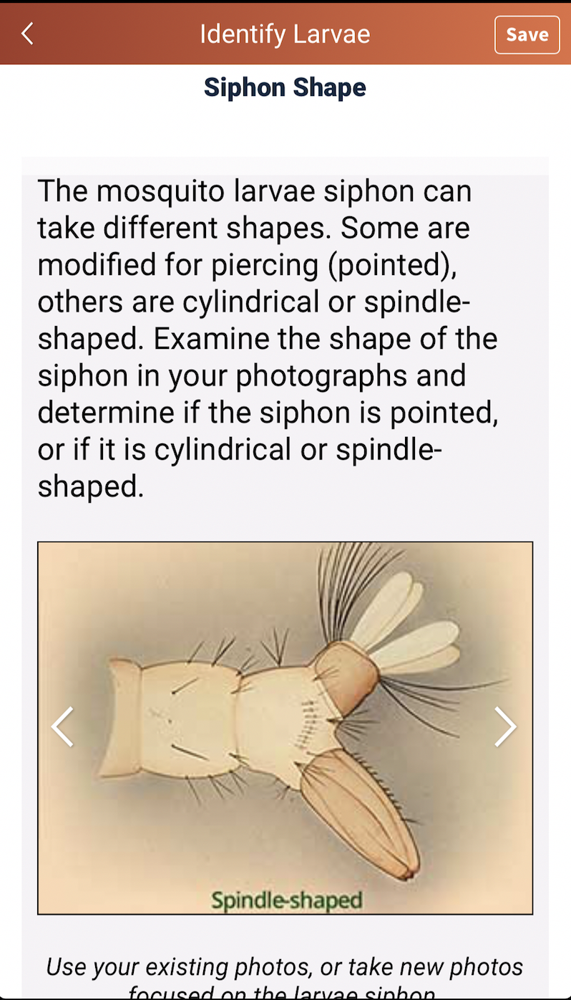 Identify Larvae
Save
Siphon Shape
The mosquito larvae siphon can
take different shapes. Some are
modified for piercing (pointed),
others are cylindrical or spindle-
shaped. Examine the shape of the
siphon in your photographs and
determine if the siphon is pointed,
or if it is cylindrical or spindle-
shaped.
Spindle-shaped
Use your existing photos, or take new photos
focused on the larvae siphon